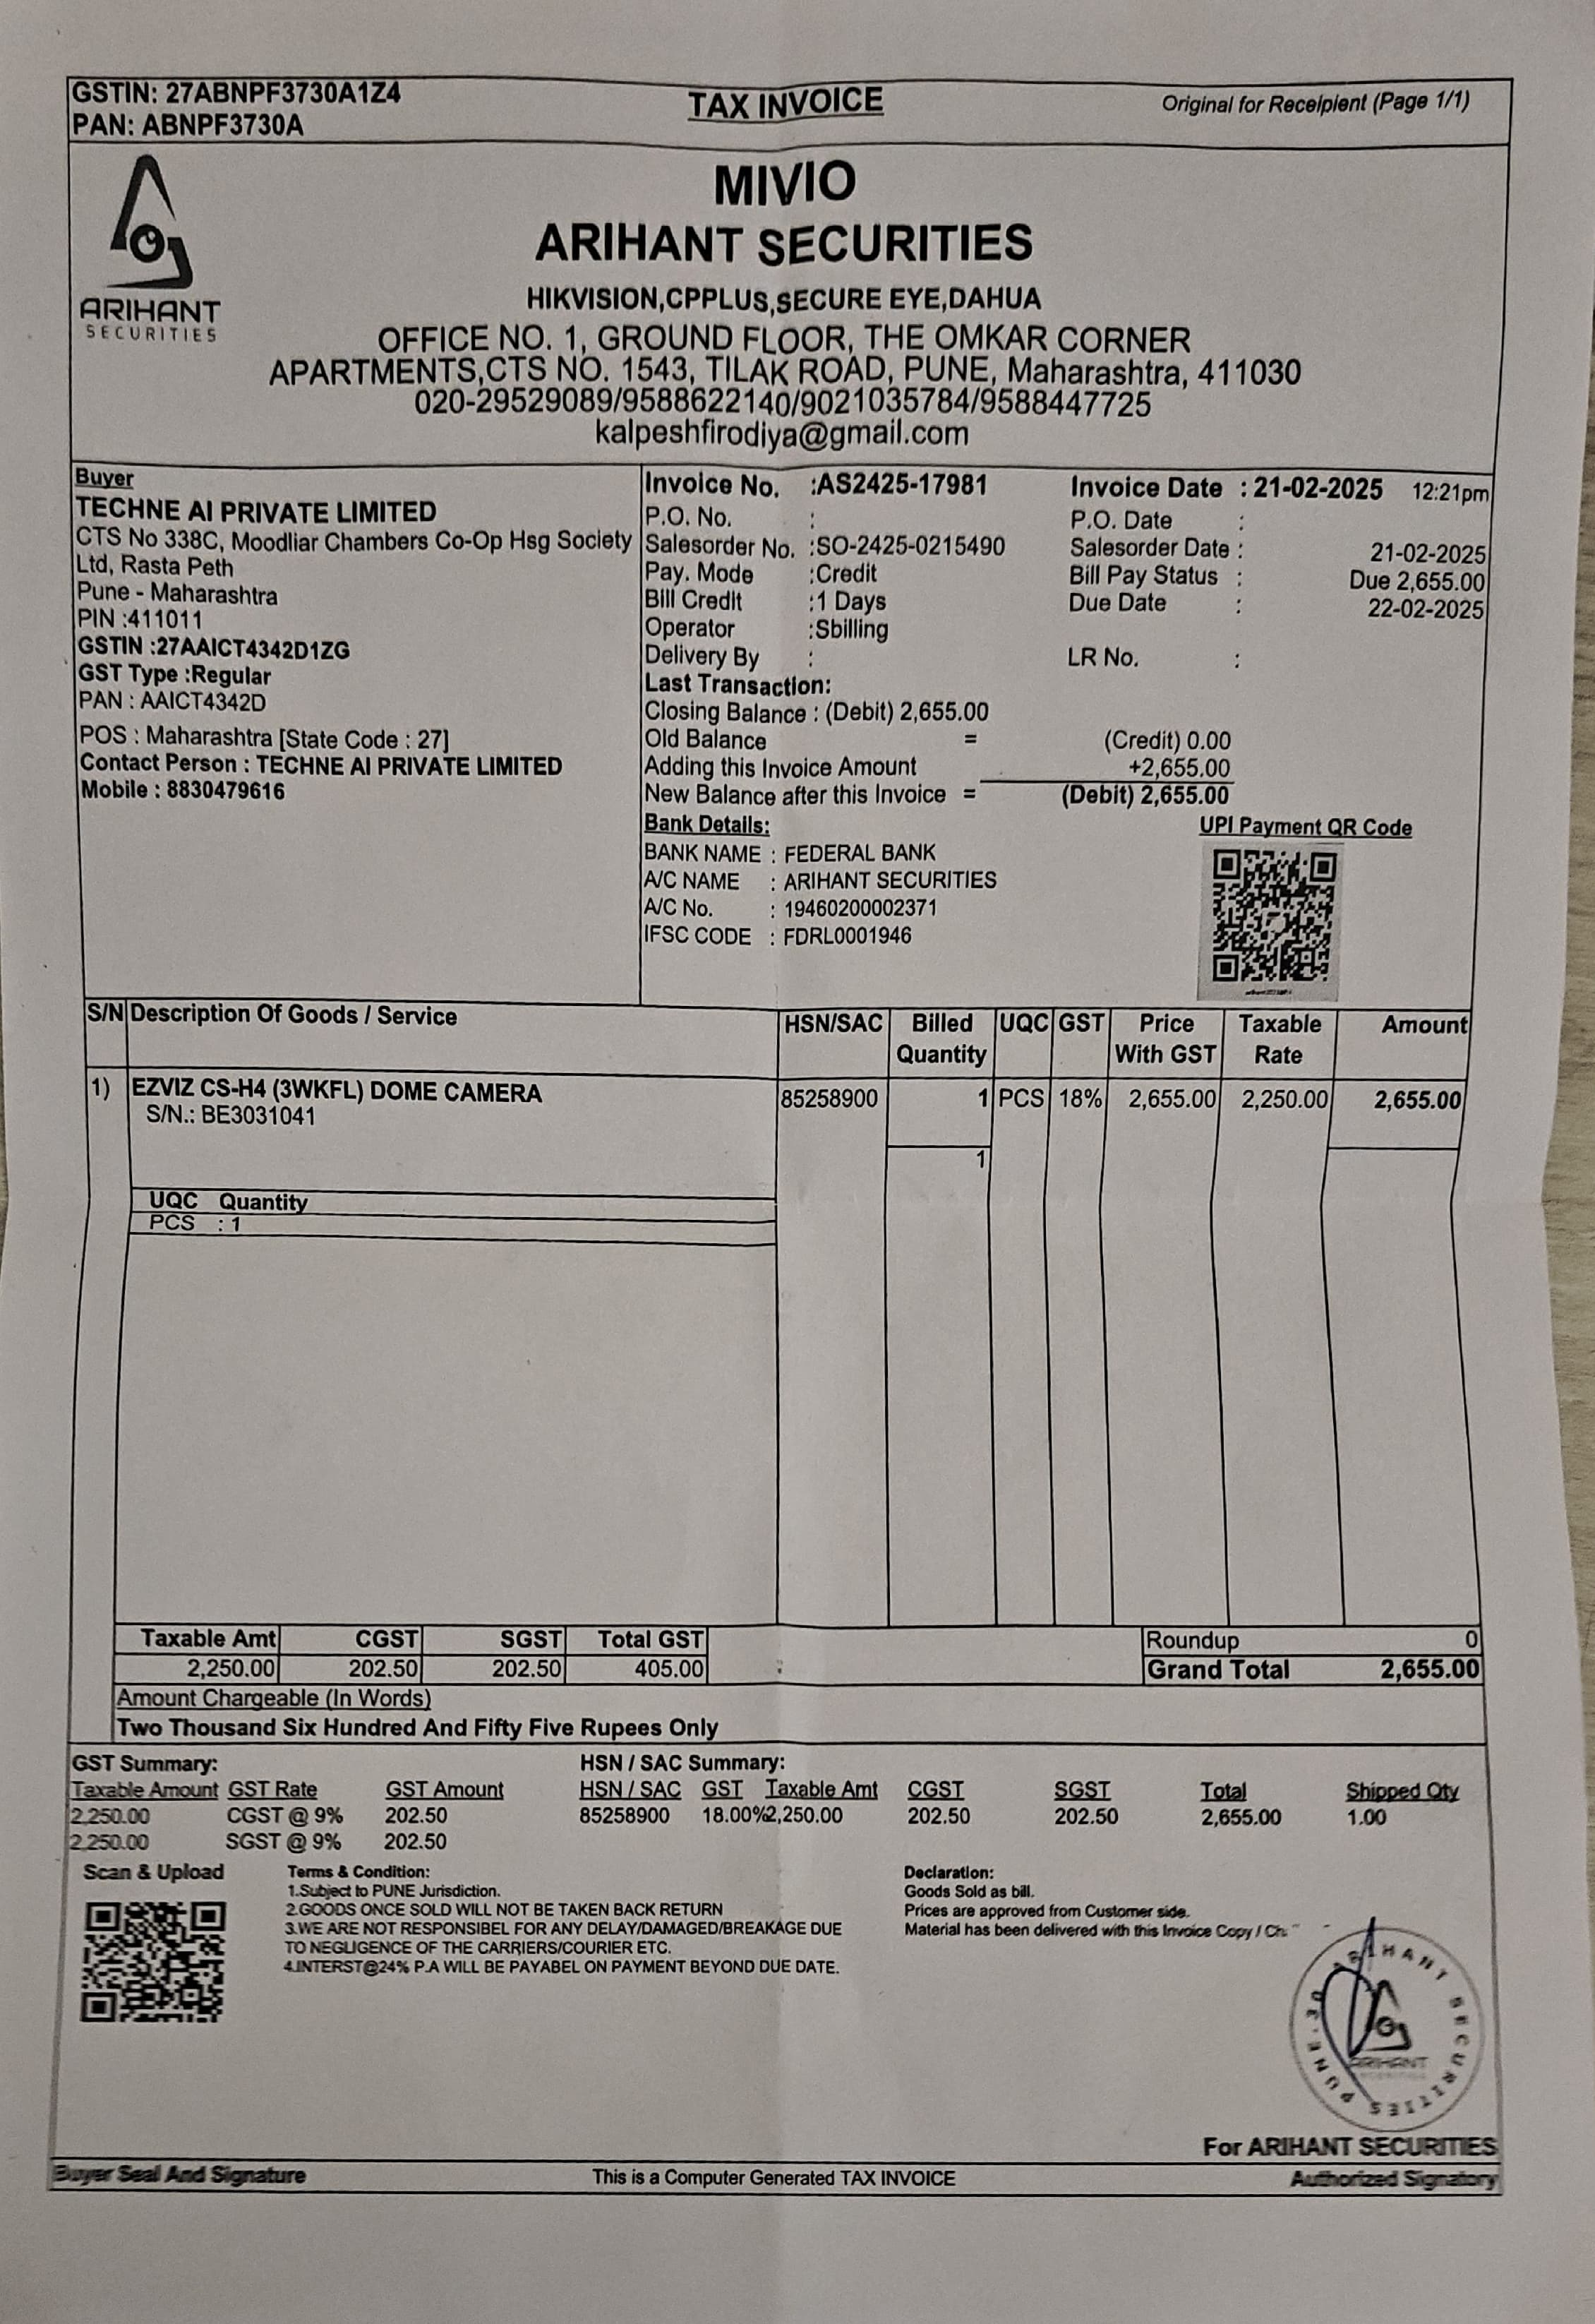 GSTIN: 27ABNPF3730A1Z4
PAN: ABNPF3730A
TAX INVOICE
Original for Receipient (Page 1/1)
ARIHANT
SECURITIES
MIVIO
ARIHANT SECURITIES
HIKVISION,CPPLUS,SECURE EYE,DAHUA
OFFICE NO. 1, GROUND FLOOR, THE OMKAR CORNER
APARTMENTS,CTS NO. 1543, TILAK ROAD, PUNE, Maharashtra, 411030
020-29529089/9588622140/9021035784/9588447725
kalpeshfirodiya@gmail.com
Buyer
TECHNE AI PRIVATE LIMITED
CTS No 338C, Moodliar Chambers Co-Op Hsg Society
Ltd, Rasta Peth
Pune - Maharashtra
PIN :411011
GSTIN :27AAICT4342D1ZG
GST Type :Regular
PAN : AAICT4342D
POS : Maharashtra [State Code : 27]
Contact Person : TECHNE AI PRIVATE LIMITED
Mobile : 8830479616
Invoice No. :AS2425-17981 Invoice Date : 21-02-2025 12:21pm
P.O. No. : P.O. Date :
Salesorder No. :SO-2425-0215490 Salesorder Date : 21-02-2025
Pay. Mode :Credit Bill Pay Status : Due 2,655.00
Bill Credit :1 Days Due Date : 22-02-2025
Operator :Sbilling
Delivery By : LR No. :
Last Transaction:
Closing Balance : (Debit) 2,655.00
Old Balance = (Credit) 0.00
Adding this Invoice Amount +2,655.00
New Balance after this Invoice = (Debit) 2,655.00
Bank Details: UPI Payment QR Code
BANK NAME : FEDERAL BANK
A/C NAME : ARIHANT SECURITIES
A/C No. : 19460200002371
IFSC CODE : FDRL0001946
S/N Description Of Goods / Service HSN/SAC Billed Quantity UQC GST Price With GST Taxable Rate Amount
1) EZVIZ CS-H4 (3WKFL) DOME CAMERA 85258900 1 PCS 18% 2,655.00 2,250.00 2,655.00
S/N.: BE3031041
1
UQC Quantity
PCS : 1
Taxable Amt CGST SGST Total GST Roundup 0
2,250.00 202.50 202.50 405.00 Grand Total 2,655.00
Amount Chargeable (In Words)
Two Thousand Six Hundred And Fifty Five Rupees Only
GST Summary: HSN / SAC Summary:
Taxable Amount GST Rate GST Amount HSN / SAC GST Taxable Amt CGST SGST Total Shipped Qty
2,250.00 CGST @ 9% 202.50 85258900 18.00%2,250.00 202.50 202.50 2,655.00 1.00
2,250.00 SGST @ 9% 202.50
Scan & Upload
Terms & Condition:
1.Subject to PUNE Jurisdiction.
2.GOODS ONCE SOLD WILL NOT BE TAKEN BACK RETURN
3.WE ARE NOT RESPONSIBEL FOR ANY DELAY/DAMAGED/BREAKAGE DUE
TO NEGLIGENCE OF THE CARRIERS/COURIER ETC.
4.INTERST@24% P.A WILL BE PAYABEL ON PAYMENT BEYOND DUE DATE.
Declaration:
Goods Sold as bill.
Prices are approved from Customer side.
Material has been delivered with this Invoice Copy /
ARIHANT SECURITIES
ARIHANT
For ARIHANT SECURITIES
Buyer Seal And Signature This is a Computer Generated TAX INVOICE Authorized Signatory